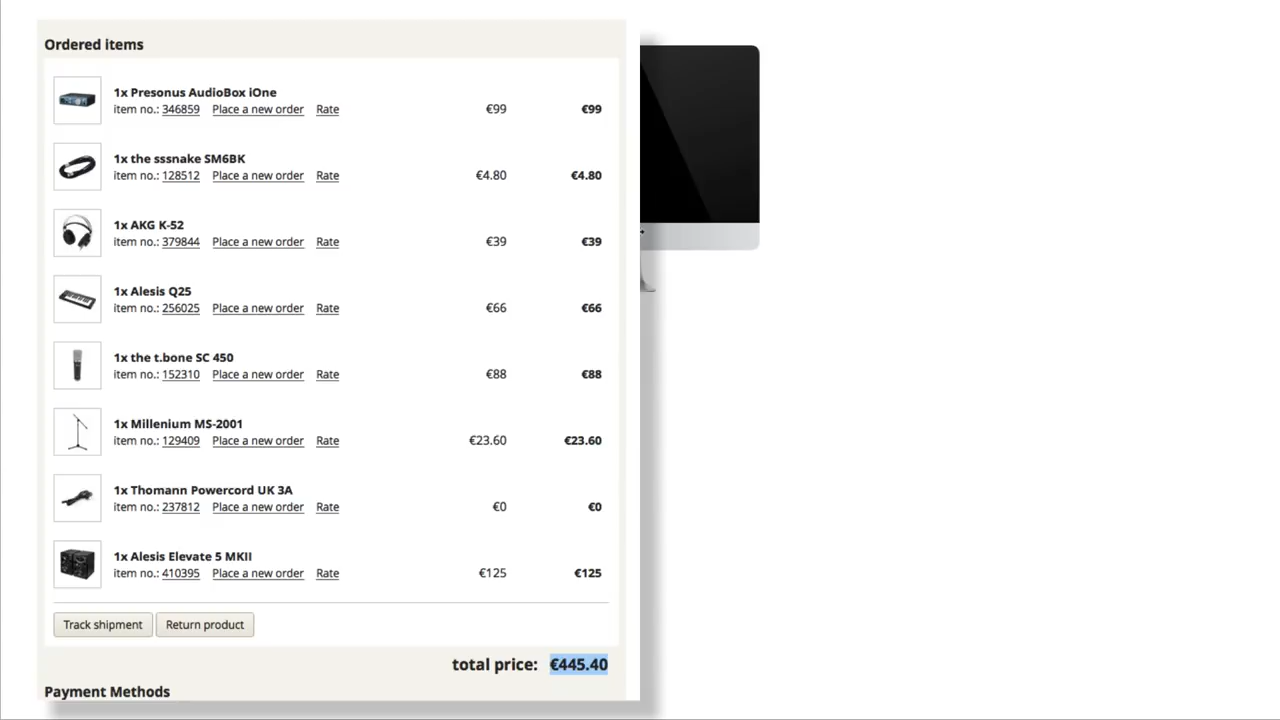 Ordered items
1x Presonus AudioBox iOne
item no.: 346859 Place a new order Rate €99 €99
1x the sssnake SM6BK
item no.: 128512 Place a new order Rate €4.80 €4.80
1x AKG K-52
item no.: 379844 Place a new order Rate €39 €39
1x Alesis Q25
item no.: 256025 Place a new order Rate €66 €66
1x the t.bone SC 450
item no.: 152310 Place a new order Rate €88 €88
1x Millenium MS-2001
item no.: 129409 Place a new order Rate €23.60 €23.60
1x Thomann Powercord UK 3A
item no.: 237812 Place a new order Rate €0 €0
1x Alesis Elevate 5 MKII
item no.: 410395 Place a new order Rate €125 €125
Track shipment Return product
total price: €445.40
Payment Methods